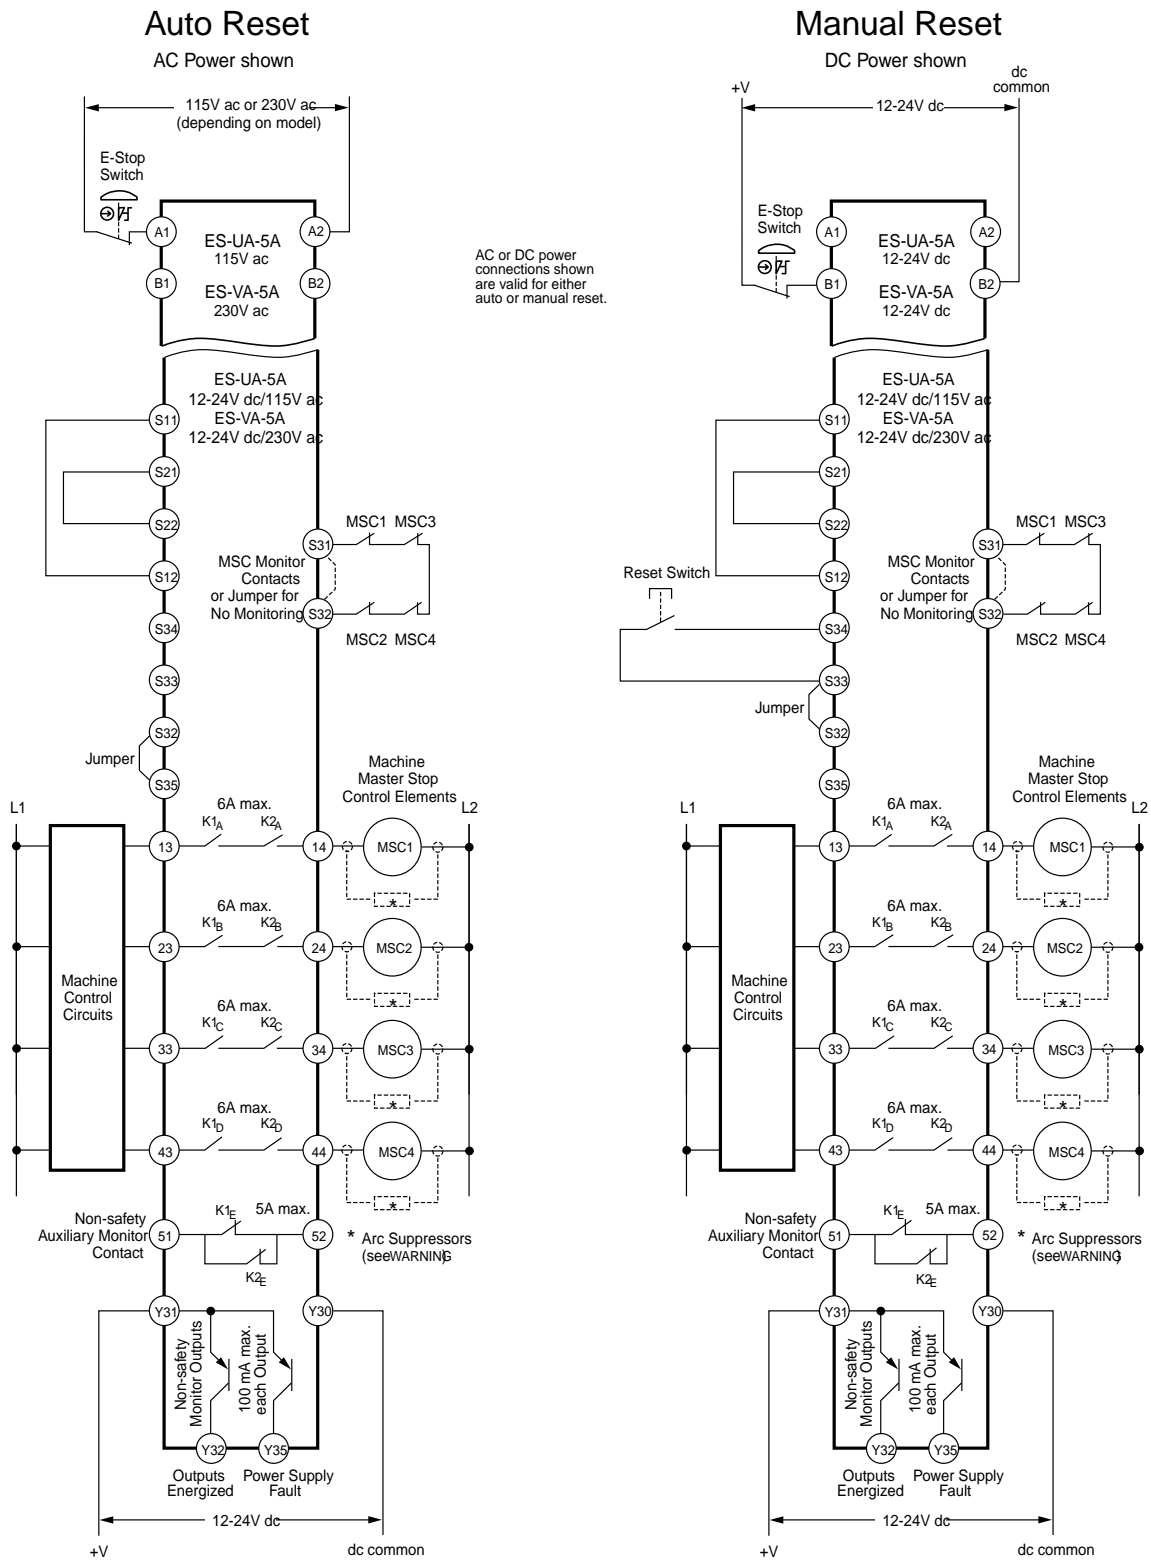 Auto Reset
AC Power shown
115V ac or 230V ac
(depending on model)
E-Stop
Switch
A1
A2
ES-UA-5A
115V ac
B1
B2
ES-VA-5A
230V ac
ES-UA-5A
12-24V dc/115V ac
S11
ES-VA-5A
12-24V dc/230V ac
S21
S22
MSC1 MSC3
S31
MSC Monitor
Contacts
or Jumper for
No Monitoring
S12
S32
S34
MSC2 MSC4
S33
S32
Jumper
S35
Machine
Master Stop
Control Elements
L1
L2
6A max.
K1A
K2A
13
14
MSC1
*
6A max.
K1B
K2B
23
24
MSC2
*
Machine
Control
Circuits
6A max.
K1C
K2C
33
34
MSC3
*
6A max.
K1D
K2D
43
44
MSC4
*
Non-safety
Auxiliary Monitor
Contact
51
K1E
5A max.
52
K2E
* Arc Suppressors
(see WARNING)
Y31
Y30
Non-safety
Monitor Outputs
100 mA max.
each Output
Y32
Y35
Outputs
Energized
Power Supply
Fault
12-24V dc
+V
dc common
AC or DC power
connections shown
are valid for either
auto or manual reset.
Manual Reset
DC Power shown
+V
dc
common
12-24V dc
E-Stop
Switch
A1
A2
ES-UA-5A
12-24V dc
B1
B2
ES-VA-5A
12-24V dc
ES-UA-5A
12-24V dc/115V ac
S11
ES-VA-5A
12-24V dc/230V ac
S21
S22
MSC1 MSC3
S31
MSC Monitor
Contacts
or Jumper for
No Monitoring
S12
S32
Reset Switch
S34
MSC2 MSC4
S33
Jumper
S32
S35
Machine
Master Stop
Control Elements
L1
L2
6A max.
K1A
K2A
13
14
MSC1
*
6A max.
K1B
K2B
23
24
MSC2
*
Machine
Control
Circuits
6A max.
K1C
K2C
33
34
MSC3
*
6A max.
K1D
K2D
43
44
MSC4
*
Non-safety
Auxiliary Monitor
Contact
51
K1E
5A max.
52
K2E
* Arc Suppressors
(see WARNING)
Y31
Y30
Non-safety
Monitor Outputs
100 mA max.
each Output
Y32
Y35
Outputs
Energized
Power Supply
Fault
12-24V dc
+V
dc common